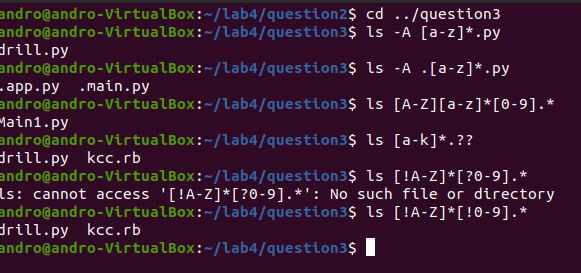 andro@andro-VirtualBox:~/lab4/question2$ cd ../question3
andro@andro-VirtualBox:~/lab4/question3$ ls -A [a-z]*.py
drill.py
andro@andro-VirtualBox:~/lab4/question3$ ls -A .[a-z]*.py
.app.py  .main.py
andro@andro-VirtualBox:~/lab4/question3$ ls [A-Z][a-z]*[0-9].*
Main1.py
andro@andro-VirtualBox:~/lab4/question3$ ls [a-k]*.??
drill.py  kcc.rb
andro@andro-VirtualBox:~/lab4/question3$ ls [!A-Z]*[?0-9].*
ls: cannot access '[!A-Z]*[?0-9].*': No such file or directory
andro@andro-VirtualBox:~/lab4/question3$ ls [!A-Z]*[!0-9].*
drill.py  kcc.rb
andro@andro-VirtualBox:~/lab4/question3$